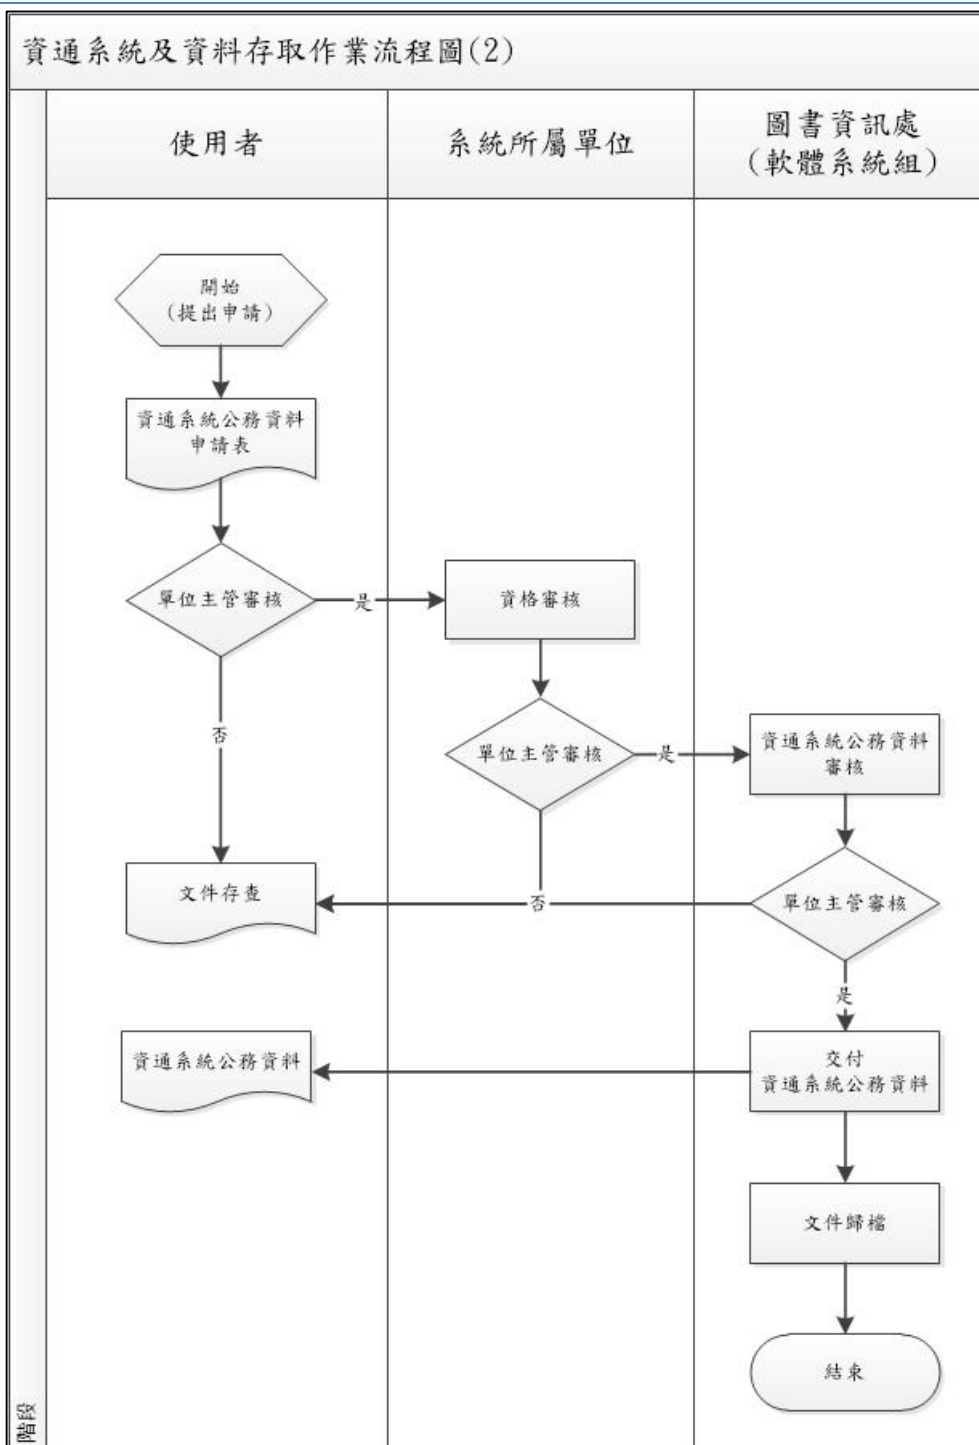 資通系統及資料存取作業流程圖(2)
使用者
系統所屬單位
圖書資訊處
(軟體系統組)
開始
(提出申請)
資通系統公務資料
申請表
單位主管審核
是
資格審核
否
單位主管審核
是
資通系統公務資料
審核
文件存查
否
單位主管審核
是
資通系統公務資料
交付
資通系統公務資料
文件歸檔
結束
階段